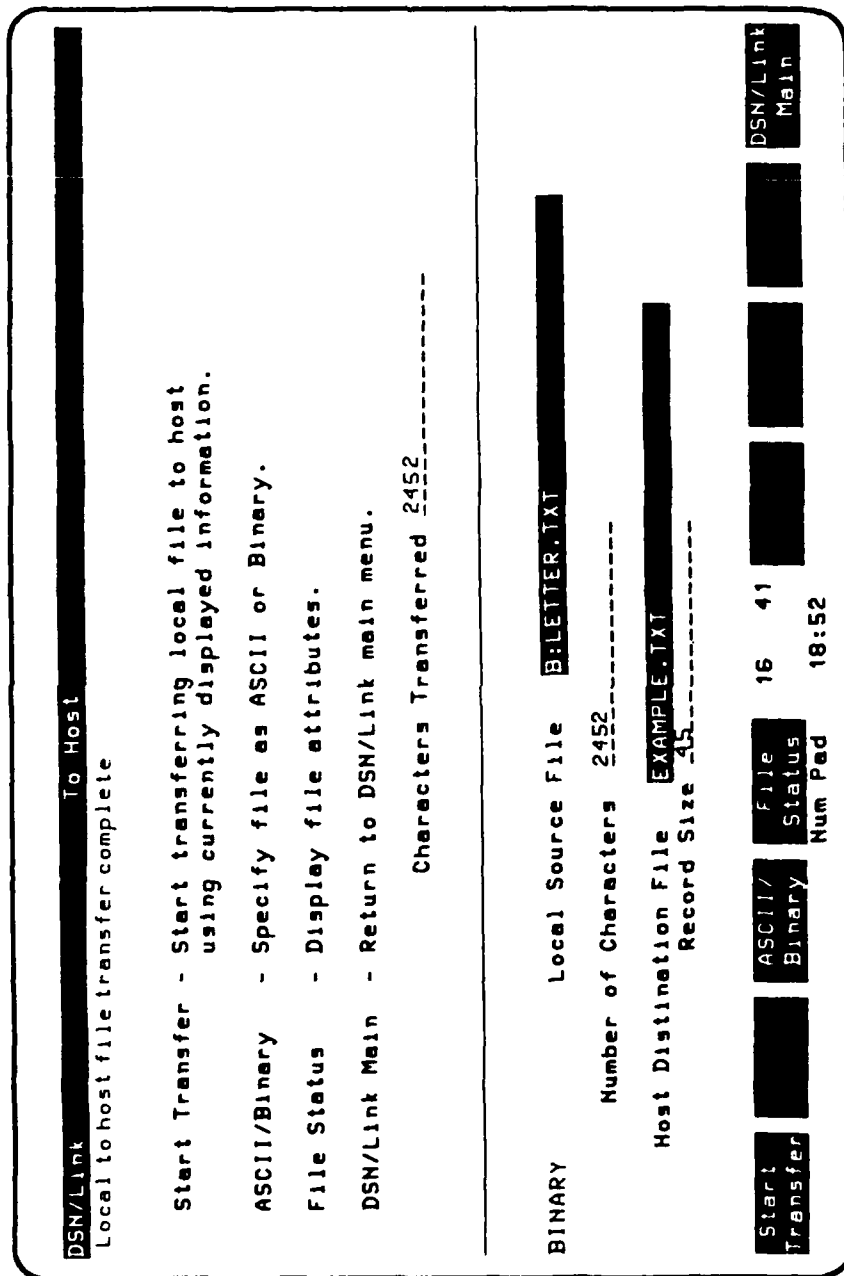 DSN/Link To Host
Local to host file transfer complete
Start Transfer - Start transferring local file to host
using currently displayed information.
ASCII/Binary - Specify file as ASCII or Binary.
File Status - Display file attributes.
DSN/Link Main - Return to DSN/Link main menu.
Characters Transferred 2452
BINARY Local Source File B:LETTER.TXT
Number of Characters 2452
Host Distination File EXAMPLE.TXT
Record Size 45
Start Transfer
ASCII/ Binary
File Status
16 41
DSN/Link Main
Num Pad 18:52